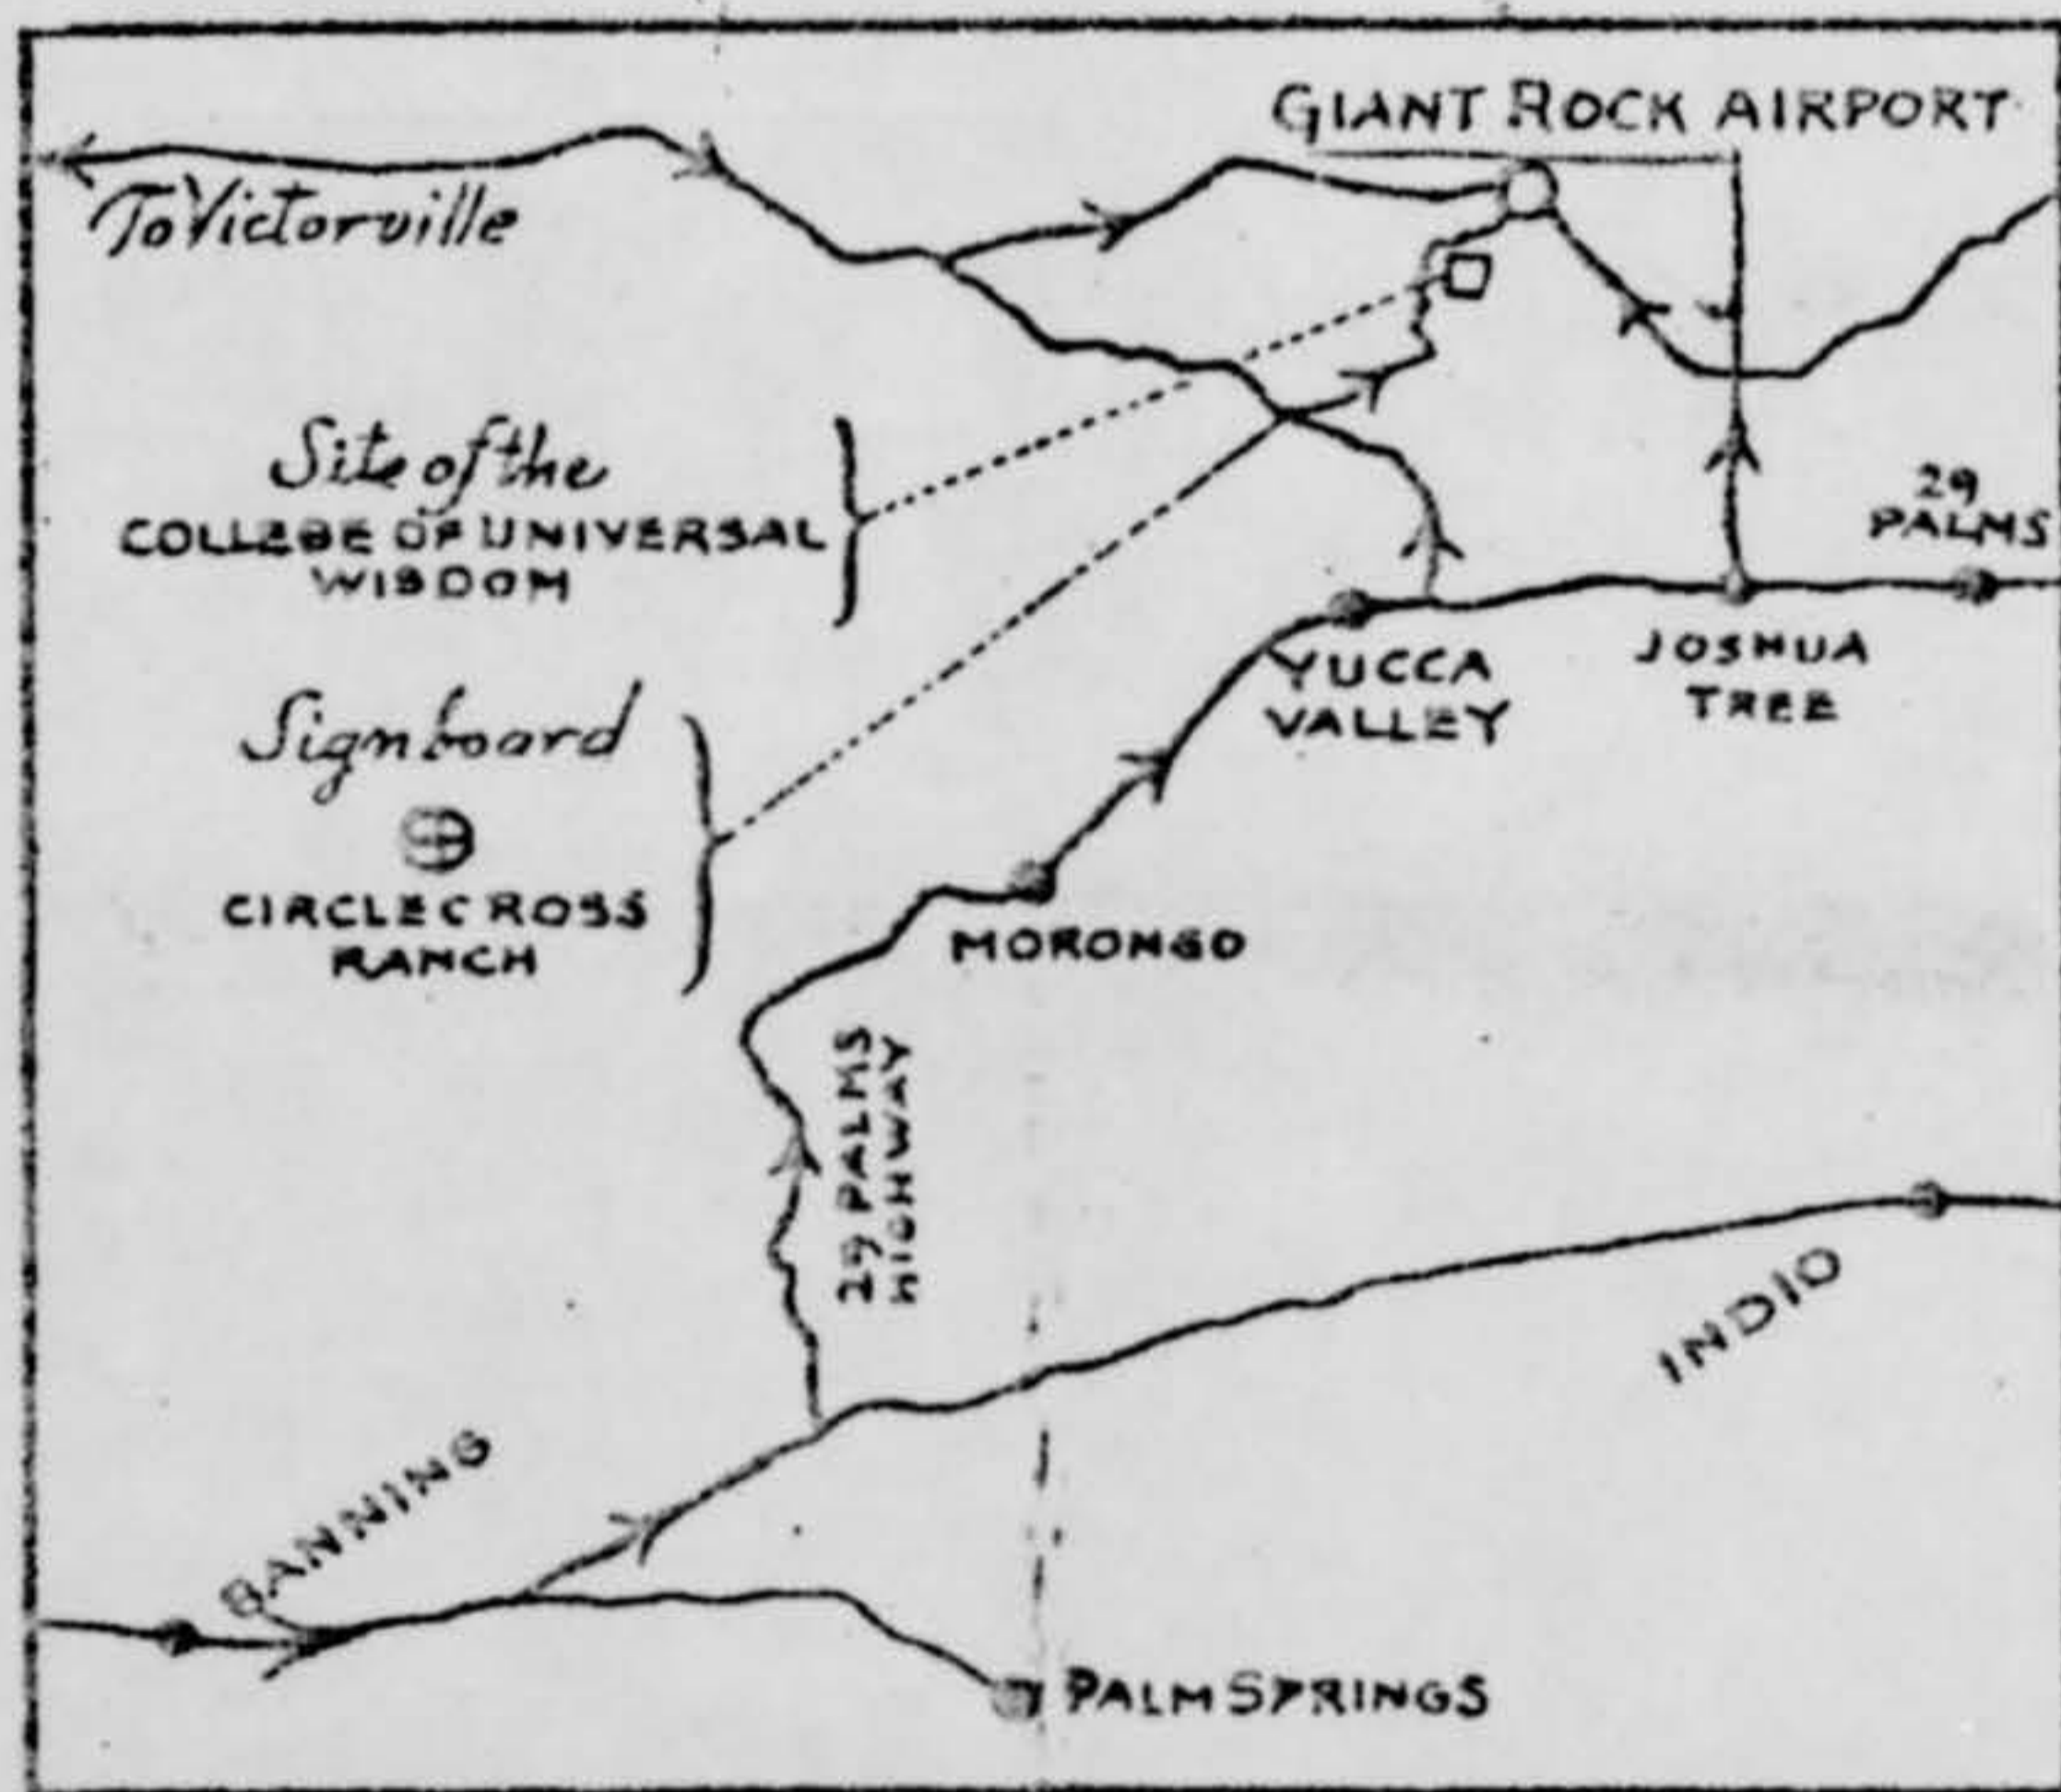 GIANT ROCK AIRPORT
To Victorville
Site of the
COLLEGE OF UNIVERSAL
WISDOM
29
PALMS
YUCCA
VALLEY
JOSHUA
TREE
Signboard
CIRCLE CROSS
RANCH
MORONGO
29 PALMS
HIGHWAY
INDIO
BANNING
PALM SPRINGS